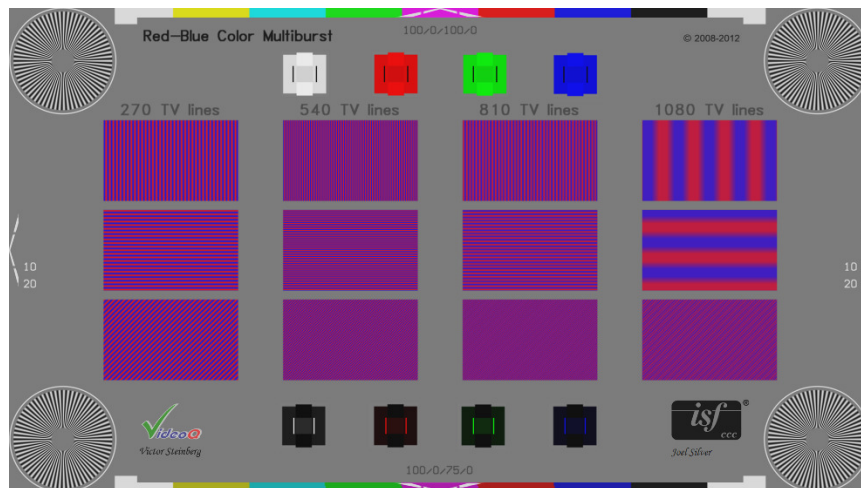 100/0/100/0
Red-Blue Color Multiburst
© 2008-2012
270 TV lines
540 TV lines
810 TV lines
1080 TV lines
10
20
10
20
VideoQ
Victor Steinberg
isf
ccc
®
Joel Silver
100/0/75/0